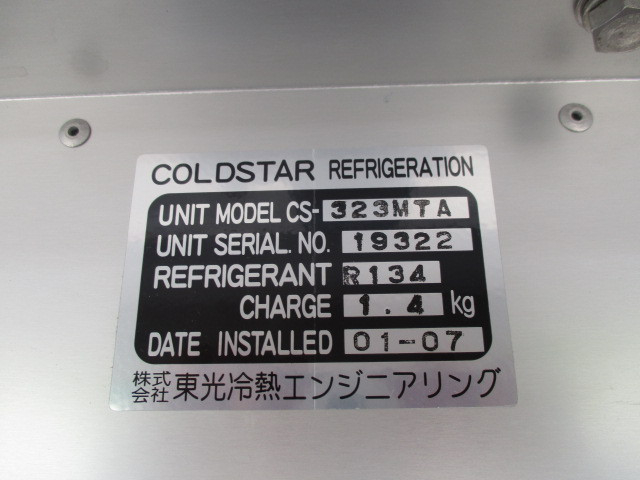 COLDSTAR REFRIGERATION
UNIT MODEL CS-323MTA
UNIT SERIAL. NO. 19322
REFRIGERANT R134
CHARGE 1.4 kg
DATE INSTALLED 01-07
株式会社 東光冷熱エンジニアリング